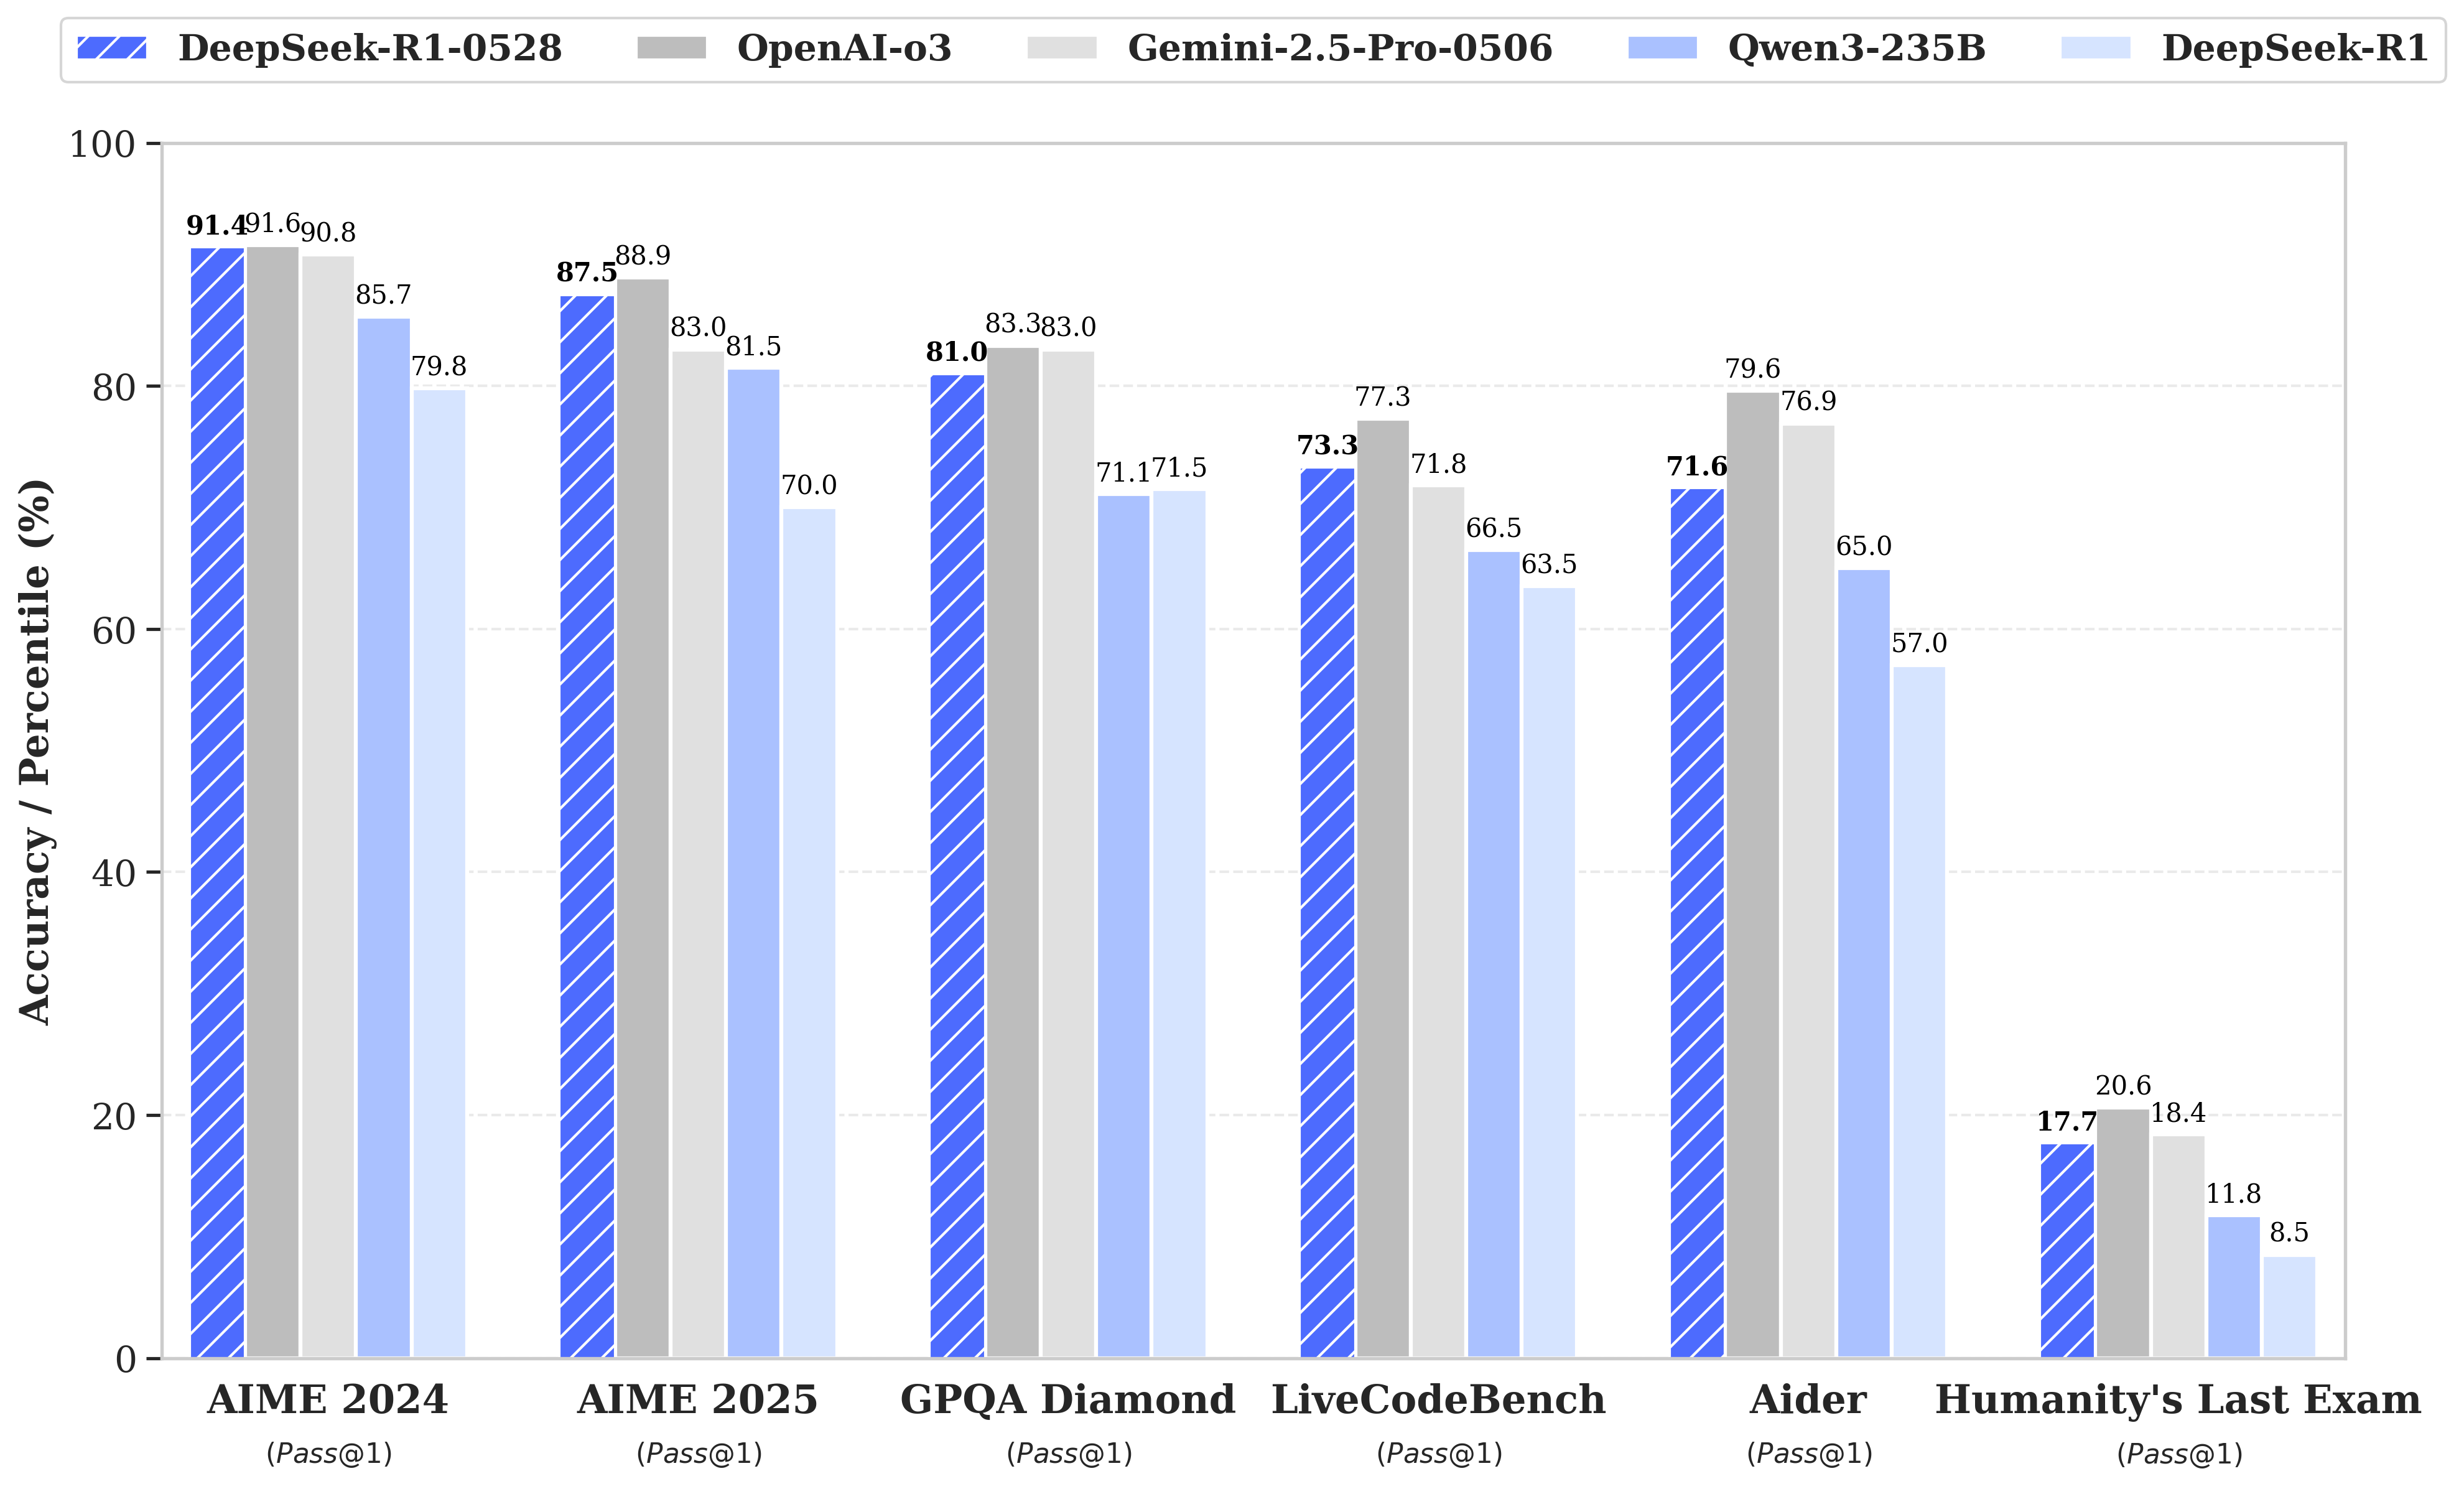 DeepSeek-R1-0528 OpenAI-o3 Gemini-2.5-Pro-0506 Qwen3-235B DeepSeek-R1
Accuracy / Percentile (%)
100
80
60
40
20
0
91.4 91.6 90.8 85.7 79.8
87.5 88.9 83.0 81.5 70.0
81.0 83.3 83.0 71.1 71.5
73.3 77.3 71.8 66.5 63.5
71.6 79.6 76.9 65.0 57.0
17.7 20.6 18.4 11.8 8.5
AIME 2024 AIME 2025 GPQA Diamond LiveCodeBench Aider Humanity's Last Exam
(Pass@1) (Pass@1) (Pass@1) (Pass@1) (Pass@1) (Pass@1)